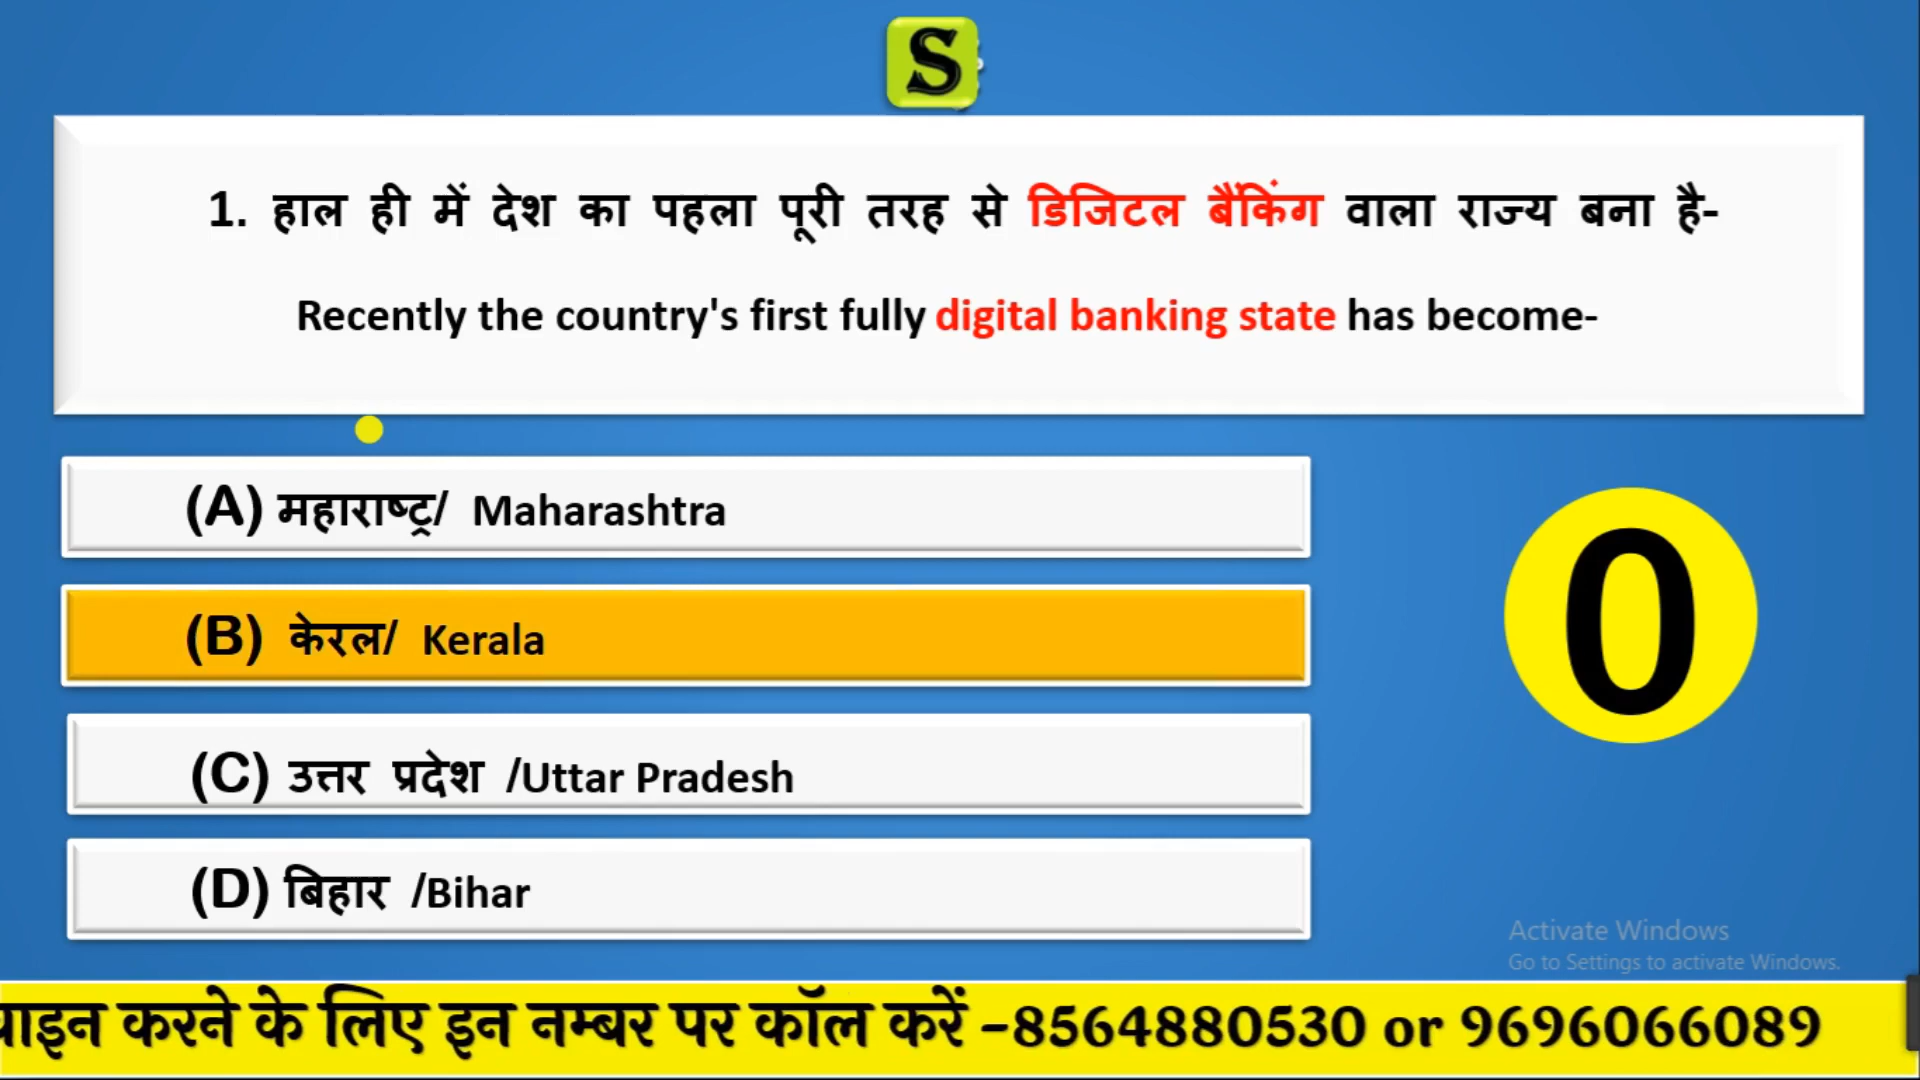 S
1. हाल ही में देश का पहला पूरी तरह से डिजिटल बैंकिंग वाला राज्य बना है-
Recently the country's first fully digital banking state has become-
(A) महाराष्ट्र/ Maharashtra
(B) केरल/ Kerala
(C) उत्तर प्रदेश /Uttar Pradesh
(D) बिहार /Bihar
0
Activate Windows
Go to Settings to activate Windows.
करने के लिए इन नम्बर पर कॉल करें –8564880530 or 9696066089